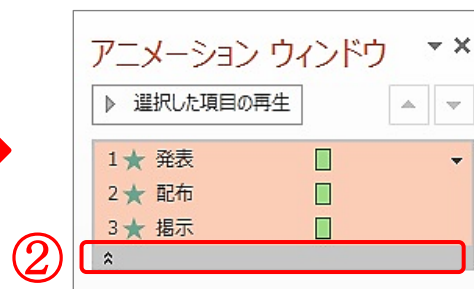 アニメーション ウィンドウ
選択した項目の再生
1 発表
2 配布
3 掲示
②